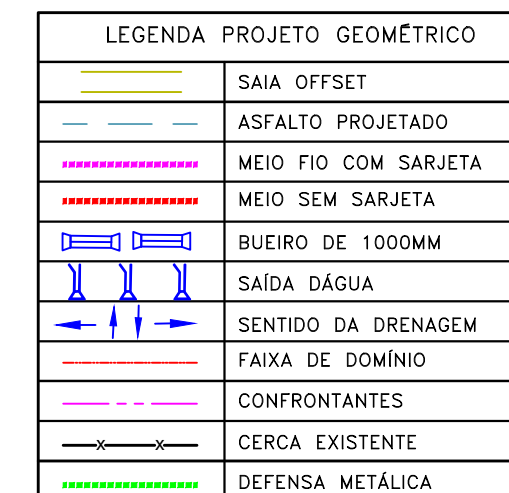 LEGENDA PROJETO GEOMÉTRICO
SAIA OFFSET
ASFALTO PROJETADO
MEIO FIO COM SARJETA
MEIO SEM SARJETA
BUEIRO DE 1000MM
SAÍDA DÁGUA
SENTIDO DA DRENAGEM
FAIXA DE DOMÍNIO
CONFRONTANTES
X X CERCA EXISTENTE
DEFENSA METÁLICA